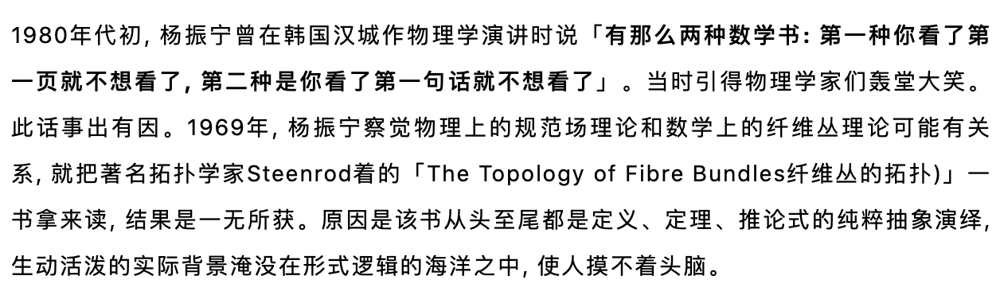 1980年代初, 杨振宁曾在韩国汉城作物理学演讲时说「有那么两种数学书: 第一种你看了第
一页就不想看了, 第二种是你看了第一句话就不想看了」。当时引得物理学家们轰堂大笑。
此话事出有因。1969年, 杨振宁察觉物理上的规范场理论和数学上的纤维丛理论可能有关
系, 就把著名拓扑学家Steenrod着的「The Topology of Fibre Bundles纤维丛的拓扑)」一
书拿来读, 结果是一无所获。原因是该书从头至尾都是定义、定理、推论式的纯粹抽象演绎,
生动活泼的实际背景淹没在形式逻辑的海洋之中, 使人摸不着头脑。